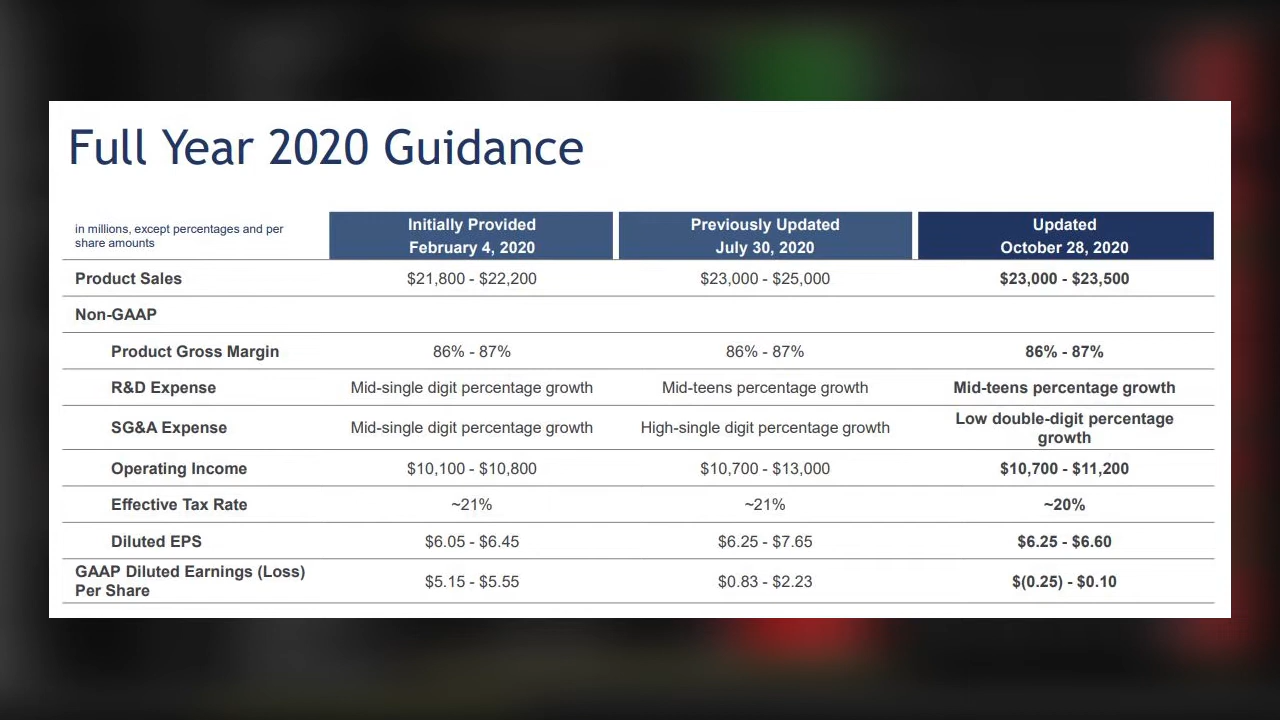 Full Year 2020 Guidance
in millions, except percentages and per
share amounts
Initially Provided
February 4, 2020
Previously Updated
July 30, 2020
Updated
October 28, 2020
Product Sales $21,800 - $22,200 $23,000 - $25,000 $23,000 - $23,500
Non-GAAP
Product Gross Margin 86% - 87% 86% - 87% 86% - 87%
R&D Expense Mid-single digit percentage growth Mid-teens percentage growth Mid-teens percentage growth
SG&A Expense Mid-single digit percentage growth High-single digit percentage growth Low double-digit percentage
growth
Operating Income $10,100 - $10,800 $10,700 - $13,000 $10,700 - $11,200
Effective Tax Rate ~21% ~21% ~20%
Diluted EPS $6.05 - $6.45 $6.25 - $7.65 $6.25 - $6.60
GAAP Diluted Earnings (Loss)
Per Share $5.15 - $5.55 $0.83 - $2.23 $(0.25) - $0.10